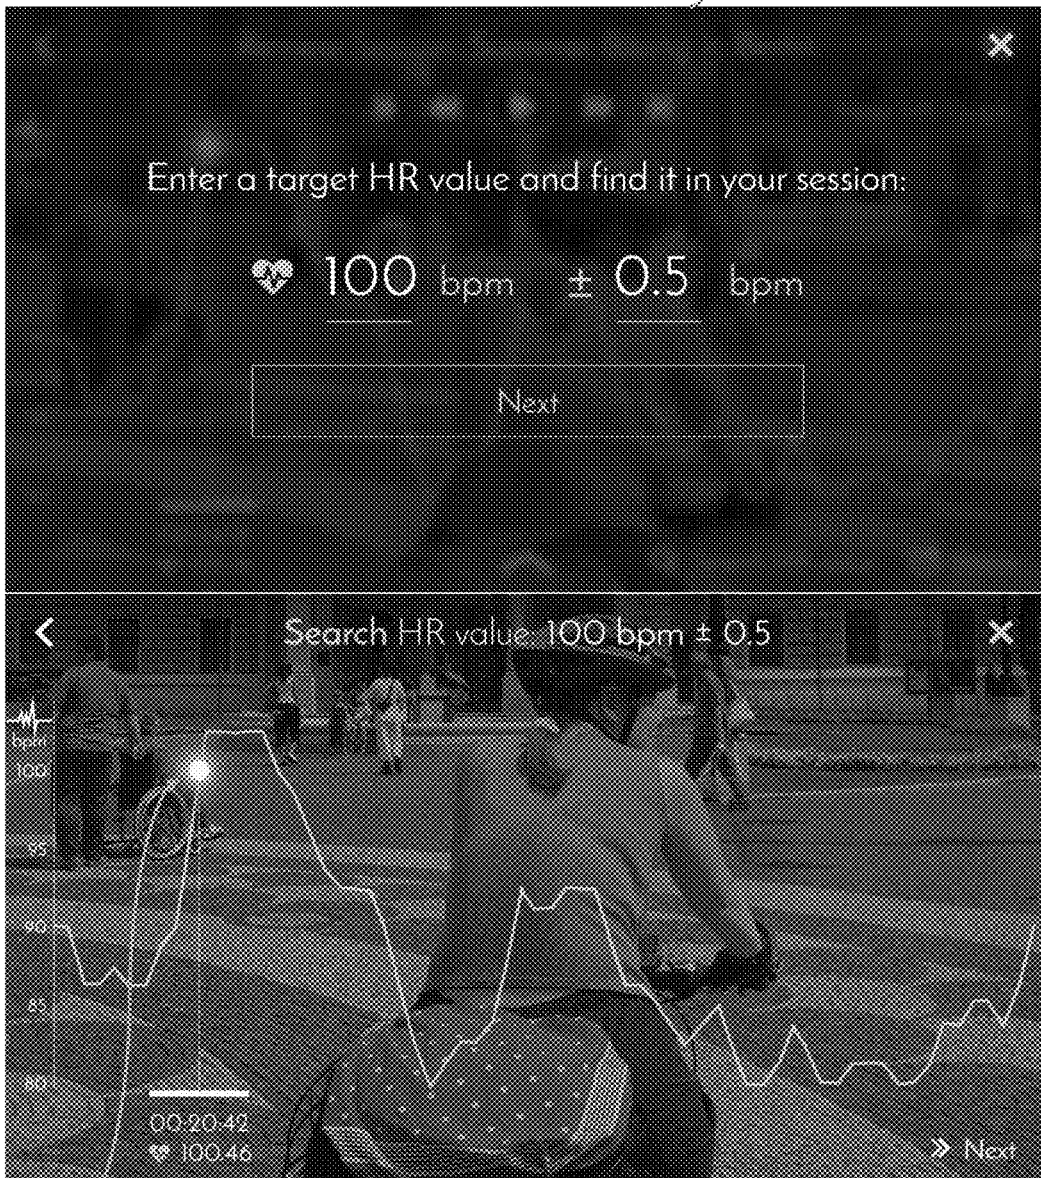 Enter a target HR value and find it in your session:
100 bpm ± 0.5 bpm
Next
Search HR value: 100 bpm ± 0.5
bpm
100
95
90
85
80
00:20:42
100.46
Next